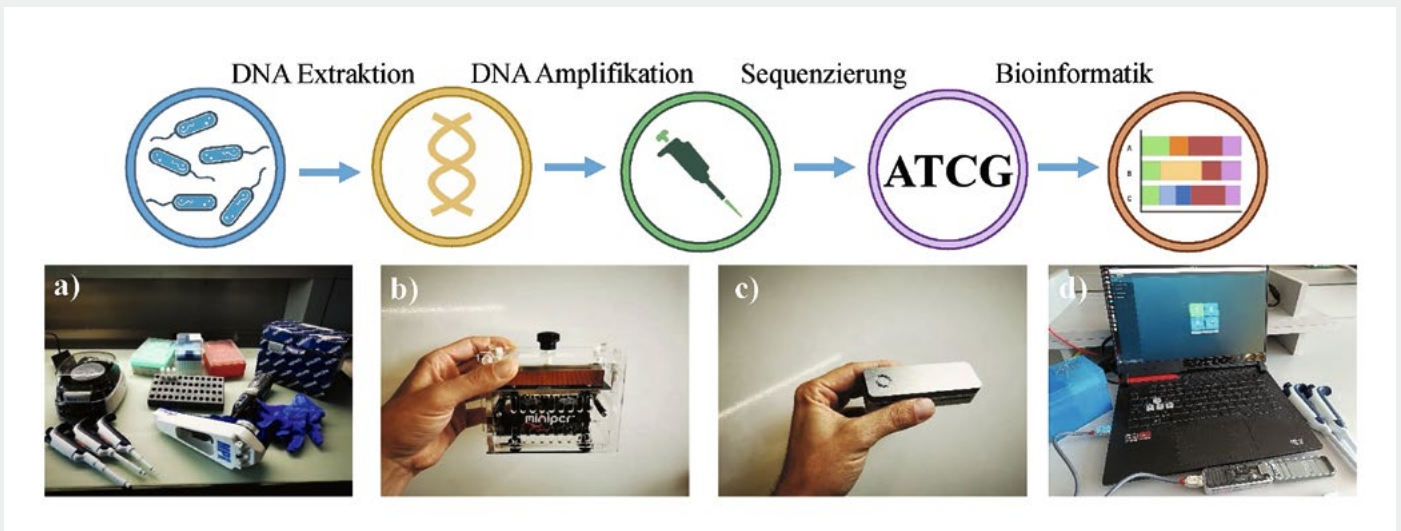 DNA Extraktion
DNA Amplifikation
Sequenzierung
Bioinformatik
ATCG
A
B
C
a)
b)
minipcr
c)
d)